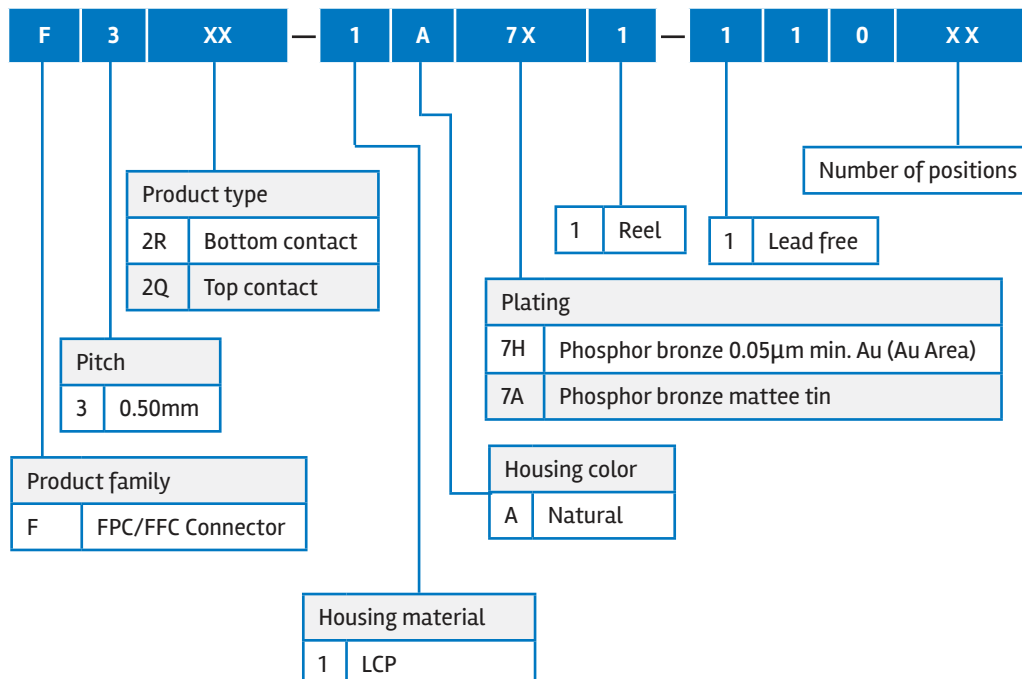 F 3 XX — 1 A 7X 1 — 1 1 0 XX
Number of positions
Product type
2R Bottom contact
2Q Top contact
1 Reel
1 Lead free
Plating
7H Phosphor bronze 0.05µm min. Au (Au Area)
7A Phosphor bronze mattee tin
Pitch
3 0.50mm
Housing color
A Natural
Product family
F FPC/FFC Connector
Housing material
1 LCP